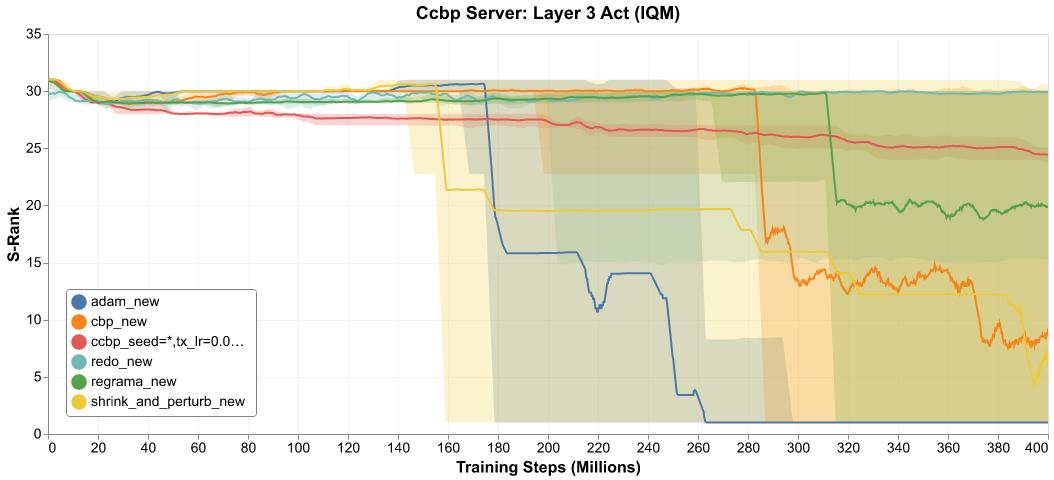 Ccbp Server: Layer 3 Act (IQM)
35
30
25
20
15
10
5
0
S-Rank
adam_new
cbp_new
ccbp_seed=*,tx_lr=0.0…
redo_new
regrama_new
shrink_and_perturb_new
0 20 40 60 80 100 120 140 160 180 200 220 240 260 280 300 320 340 360 380 400
Training Steps (Millions)